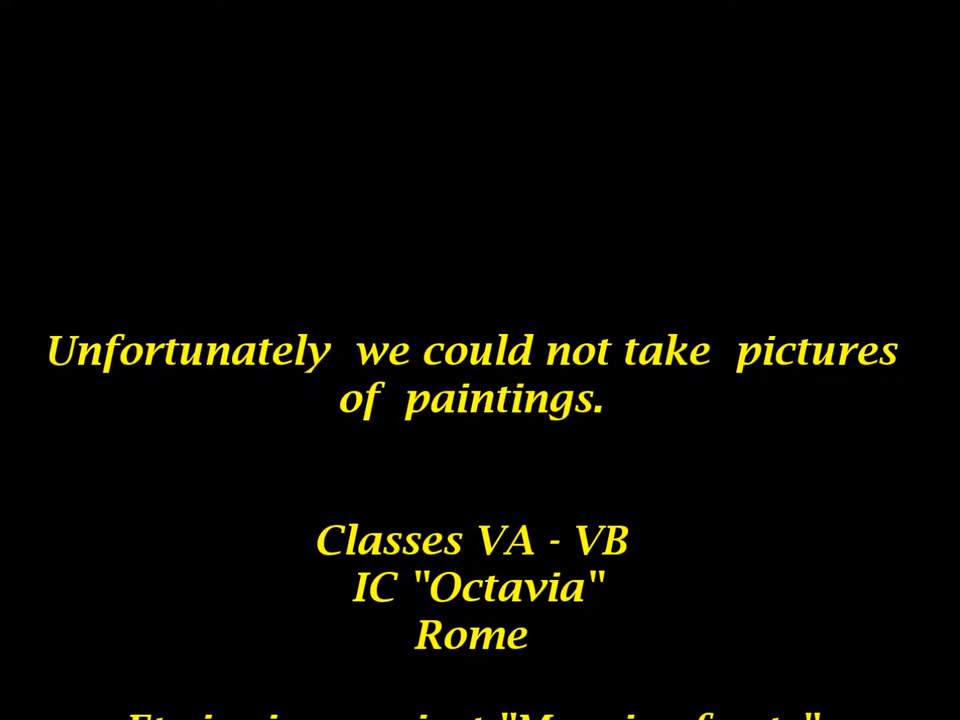 Unfortunately we could not take pictures
of paintings.
Classes VA - VB
IC "Octavia"
Rome